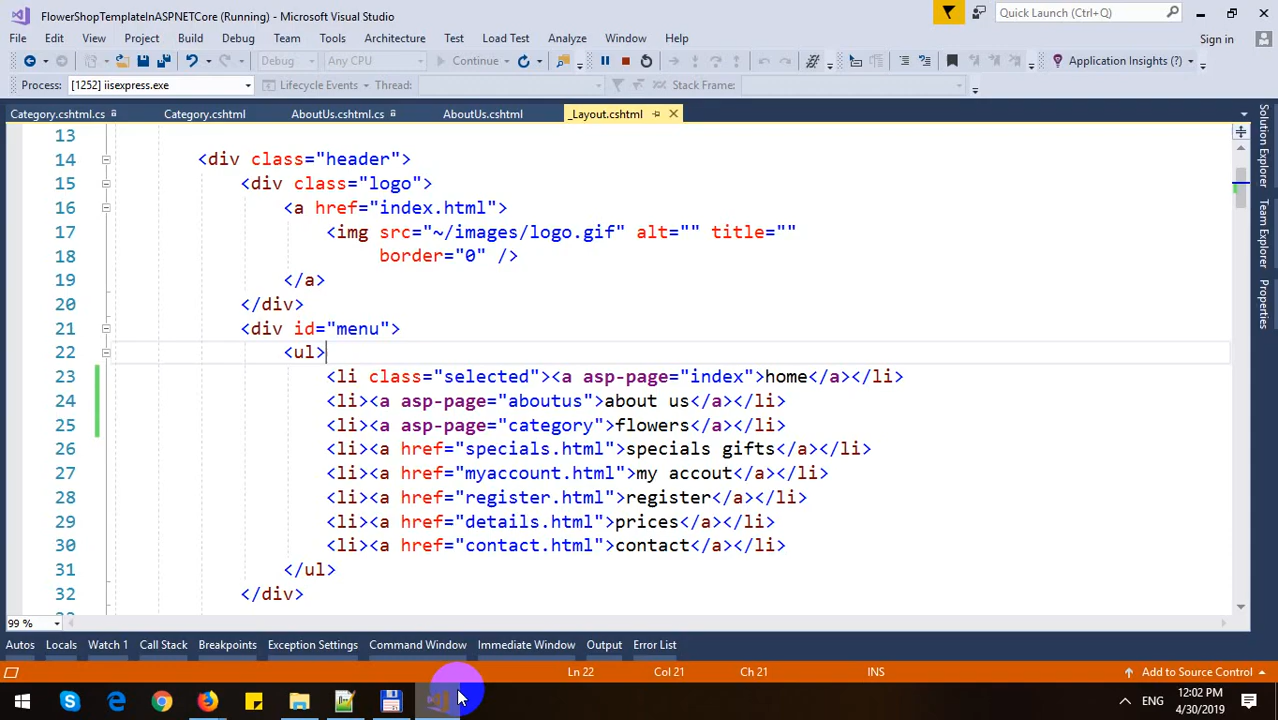 FlowerShopTemplateInASPNETCore (Running) - Microsoft Visual Studio
Quick Launch (Ctrl+Q)
File Edit View Project Build Debug Team Tools Architecture Test Load Test Analyze Window Help
Sign in
Debug Any CPU Continue Application Insights (?)
Process: [1252] iisexpress.exe Lifecycle Events Thread: Stack Frame:
Category.cshtml.cs Category.cshtml AboutUs.cshtml.cs AboutUs.cshtml _Layout.cshtml
13
14 <div class="header">
15 <div class="logo">
16 <a href="index.html">
17 <img src="~/images/logo.gif" alt="" title=""
18 border="0" />
19 </a>
20 </div>
21 <div id="menu">
22 <ul>
23 <li class="selected"><a asp-page="index">home</a></li>
24 <li><a asp-page="aboutus">about us</a></li>
25 <li><a asp-page="category">flowers</a></li>
26 <li><a href="specials.html">specials gifts</a></li>
27 <li><a href="myaccount.html">my accout</a></li>
28 <li><a href="register.html">register</a></li>
29 <li><a href="details.html">prices</a></li>
30 <li><a href="contact.html">contact</a></li>
31 </ul>
32 </div>
Solution Explorer
Team Explorer
Properties
99 %
Autos Locals Watch 1 Call Stack Breakpoints Exception Settings Command Window Immediate Window Output Error List
Ln 22 Col 21 Ch 21 INS Add to Source Control
ENG
12:02 PM
4/30/2019